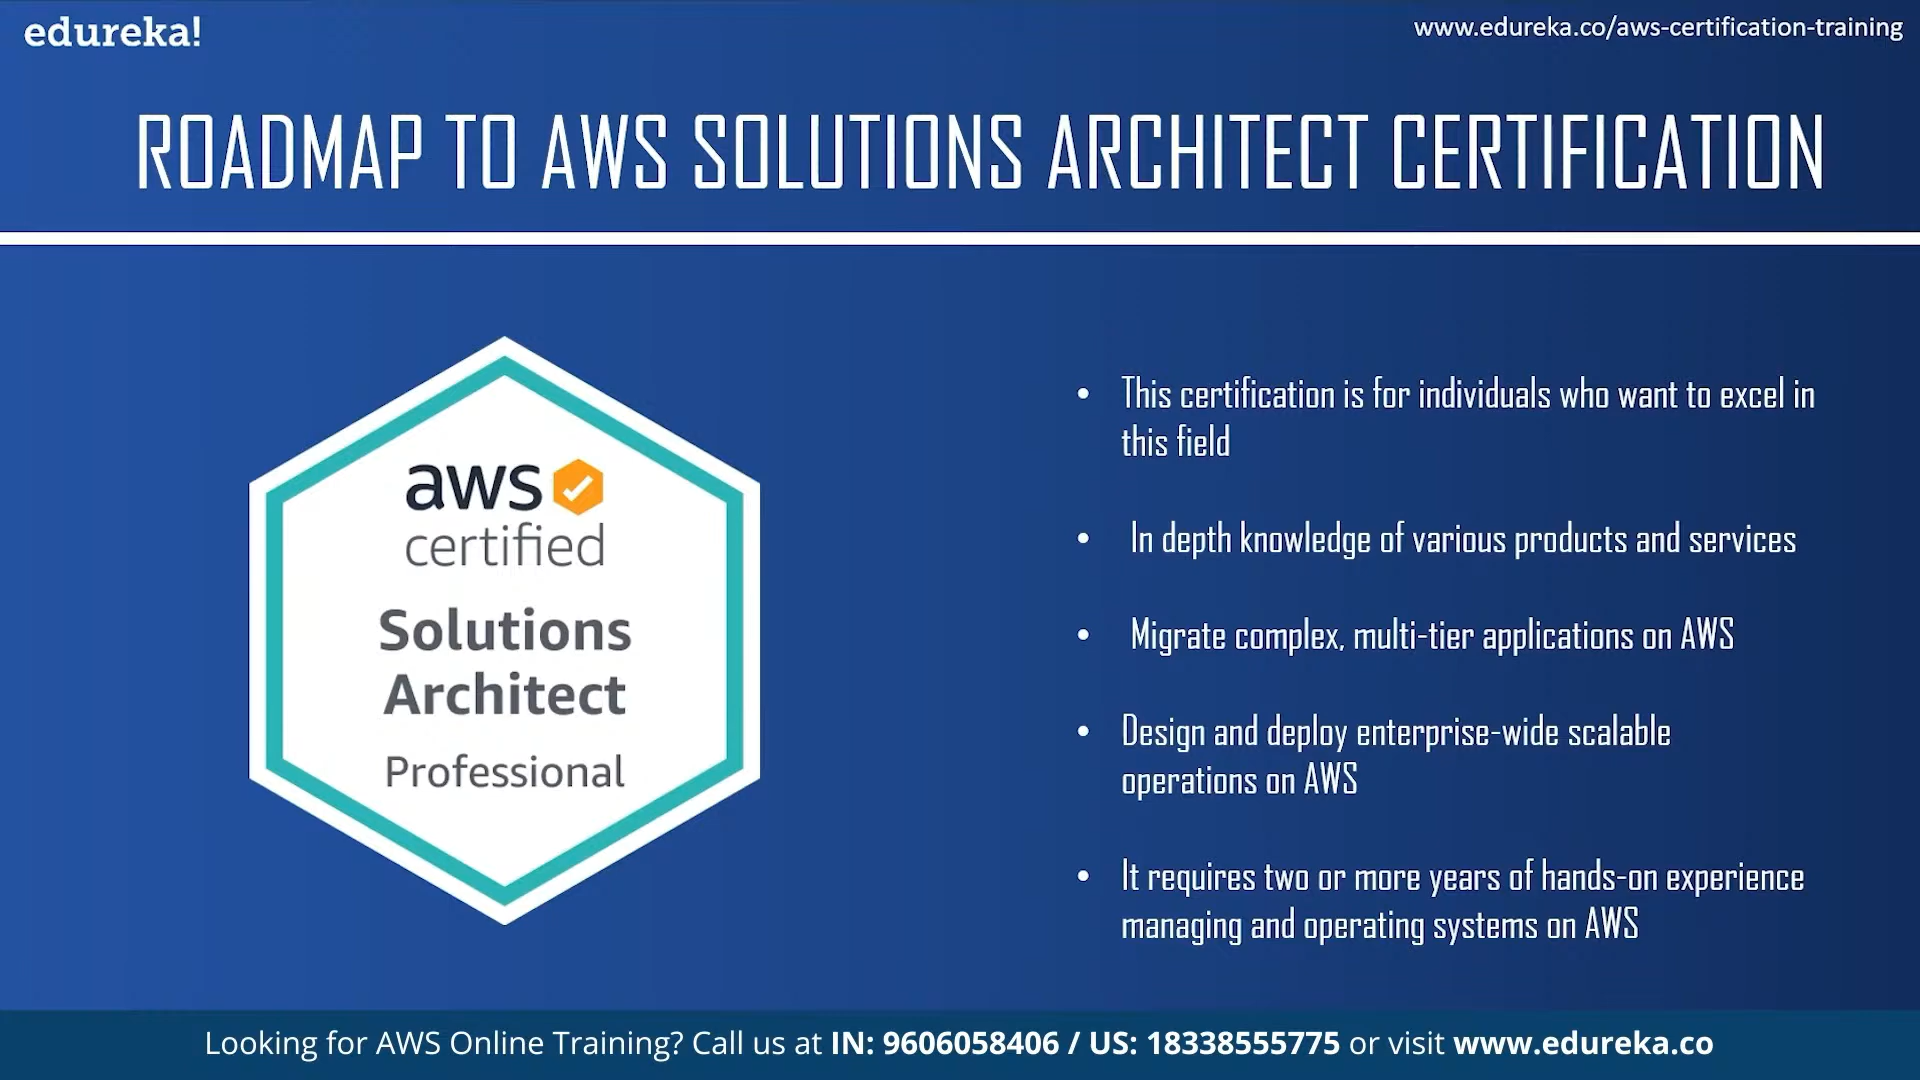 edureka!
www.edureka.co/aws-certification-training
ROADMAP TO AWS SOLUTIONS ARCHITECT CERTIFICATION
aws
certified
Solutions
Architect
Professional
• This certification is for individuals who want to excel in
this field
• In depth knowledge of various products and services
• Migrate complex, multi-tier applications on AWS
• Design and deploy enterprise-wide scalable
operations on AWS
• It requires two or more years of hands-on experience
managing and operating systems on AWS
Looking for AWS Online Training? Call us at IN: 9606058406 / US: 18338555775 or visit www.edureka.co